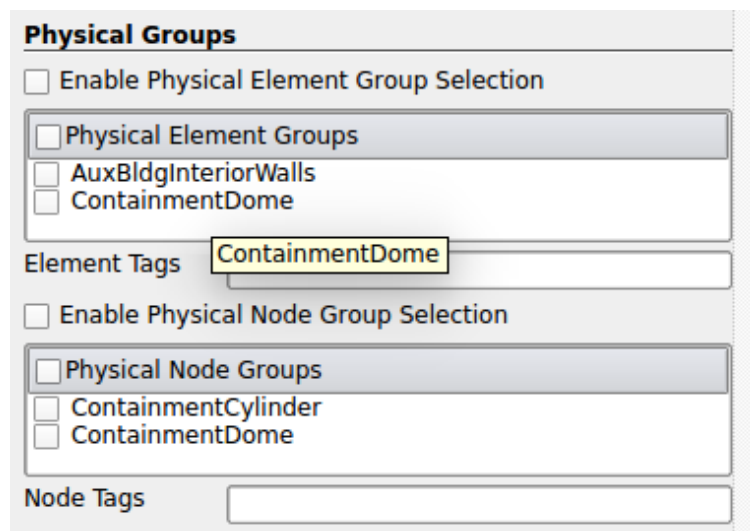 Physical Groups
Enable Physical Element Group Selection
Physical Element Groups
AuxBldgInteriorWalls
ContainmentDome
ContainmentDome
Element Tags
Enable Physical Node Group Selection
Physical Node Groups
ContainmentCylinder
ContainmentDome
Node Tags